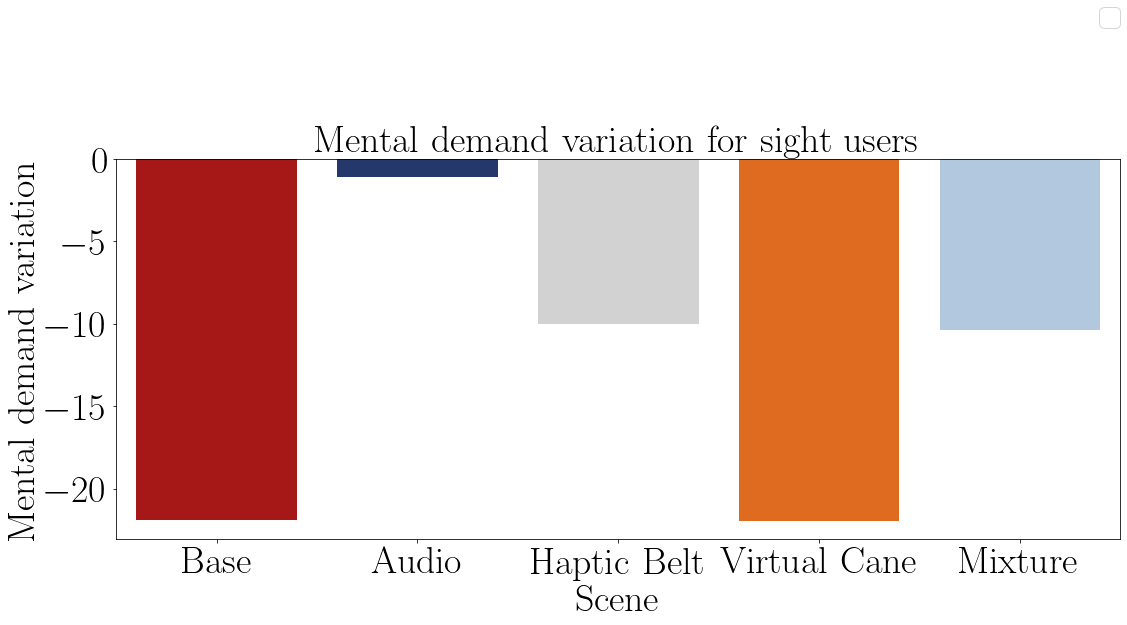 Mental demand variation for sight users
Mental demand variation
0
−5
−10
−15
−20
Base
Audio
Haptic Belt
Virtual Cane
Mixture
Scene